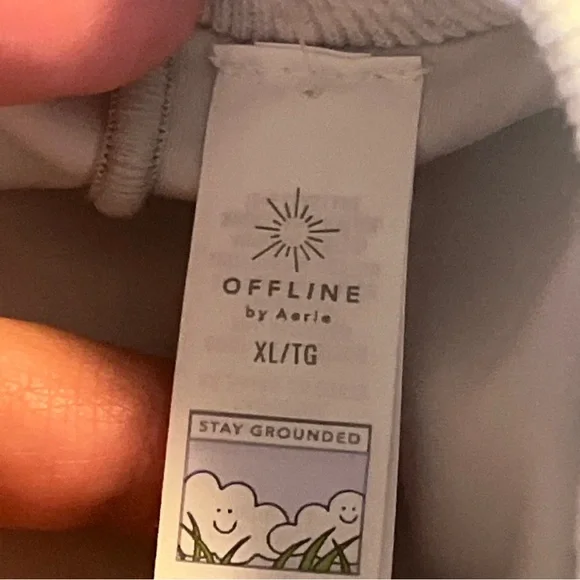 OFFLINE
by Aerie
XL/TG
STAY GROUNDED